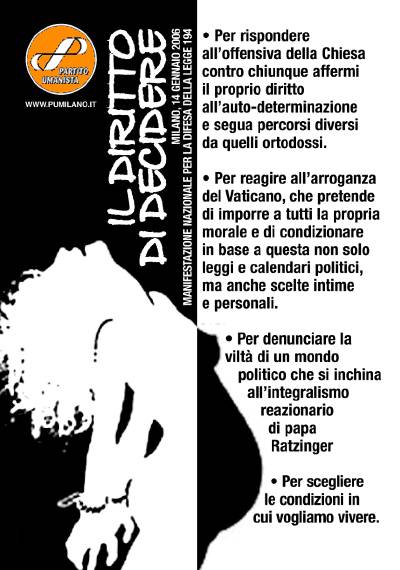 PARTITO
UMANISTA
WWW.PUMILANO.IT
IL DIRITTO
DI DECIDERE
MILANO, 14 GENNAIO 2006
MANIFESTAZIONE NAZIONALE PER LA DIFESA DELLA LEGGE 194
• Per rispondere
all'offensiva della Chiesa
contro chiunque affermi
il proprio diritto
all'auto-determinazione
e segua percorsi diversi
da quelli ortodossi.
• Per reagire all'arroganza
del Vaticano, che pretende
di imporre a tutti la propria
morale e di condizionare
in base a questa non solo
leggi e calendari politici,
ma anche scelte intime
e personali.
• Per denunciare la
viltà di un mondo
politico che si inchina
all'integralismo
reazionario
di papa
Ratzinger
• Per scegliere
le condizioni in
cui vogliamo vivere.